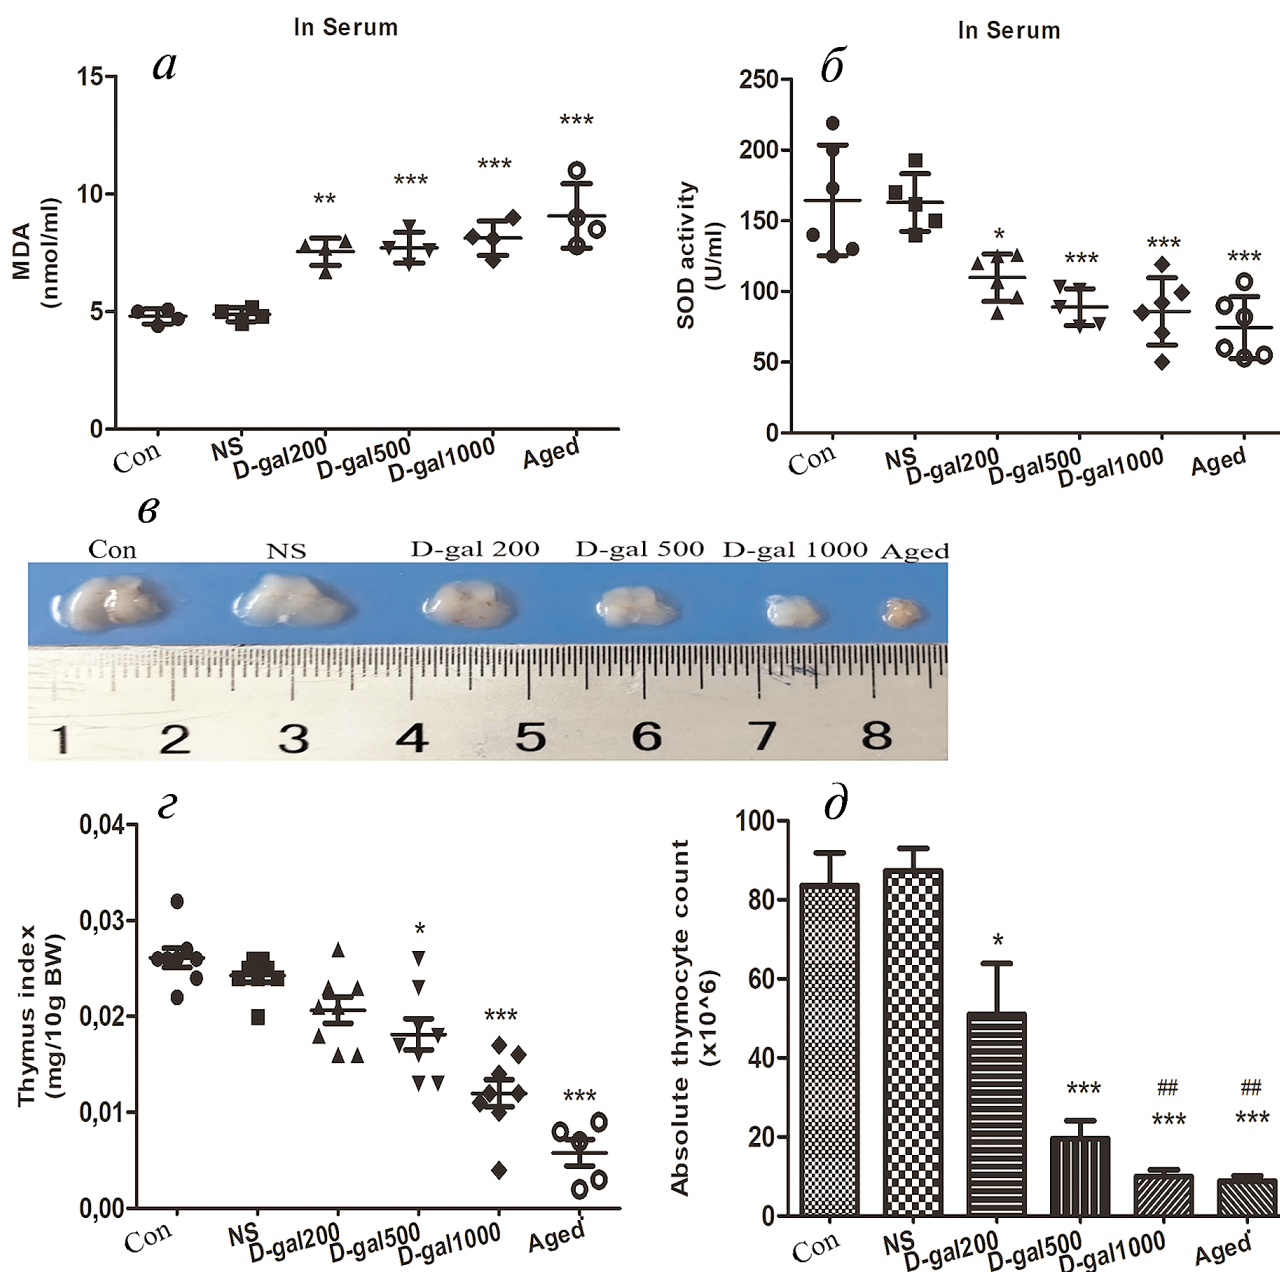 In Serum
a
15
10
5
0
MDA
(nmol/ml)
**
***
***
***
Con
NS
D-gal200
D-gal500
D-gal1000
Aged
In Serum
б
250
200
150
100
50
0
SOD activity
(U/ml)
*
***
***
***
Con
NS
D-gal200
D-gal500
D-gal1000
Aged
в
Con NS D-gal 200 D-gal 500 D-gal 1000 Aged
1 2 3 4 5 6 7 8
г
0,04
0,03
0,02
0,01
0,00
Thymus index
(mg/10g BW)
*
***
***
Con
NS
D-gal200
D-gal500
D-gal1000
Aged
д
100
80
60
40
20
0
Absolute thymocyte count
(x10^6)
*
***
##
***
##
***
Con
NS
D-gal200
D-gal500
D-gal1000
Aged